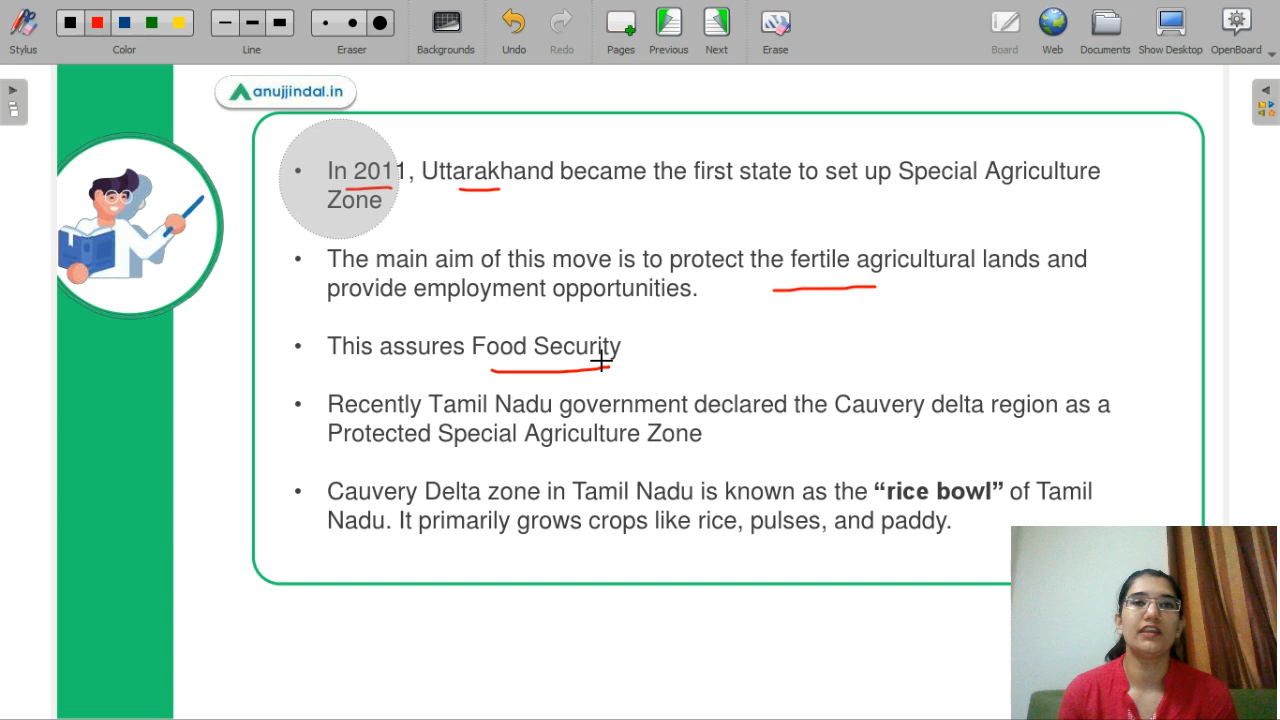 Stylus
Color
Line
Eraser
Backgrounds
Undo
Redo
Pages
Previous
Next
Erase
Board
Web
Documents
Show Desktop
OpenBoard
anujjindal.in
• In 2011, Uttarakhand became the first state to set up Special Agriculture
Zone
• The main aim of this move is to protect the fertile agricultural lands and
provide employment opportunities.
• This assures Food Security
• Recently Tamil Nadu government declared the Cauvery delta region as a
Protected Special Agriculture Zone
• Cauvery Delta zone in Tamil Nadu is known as the “rice bowl” of Tamil
Nadu. It primarily grows crops like rice, pulses, and paddy.